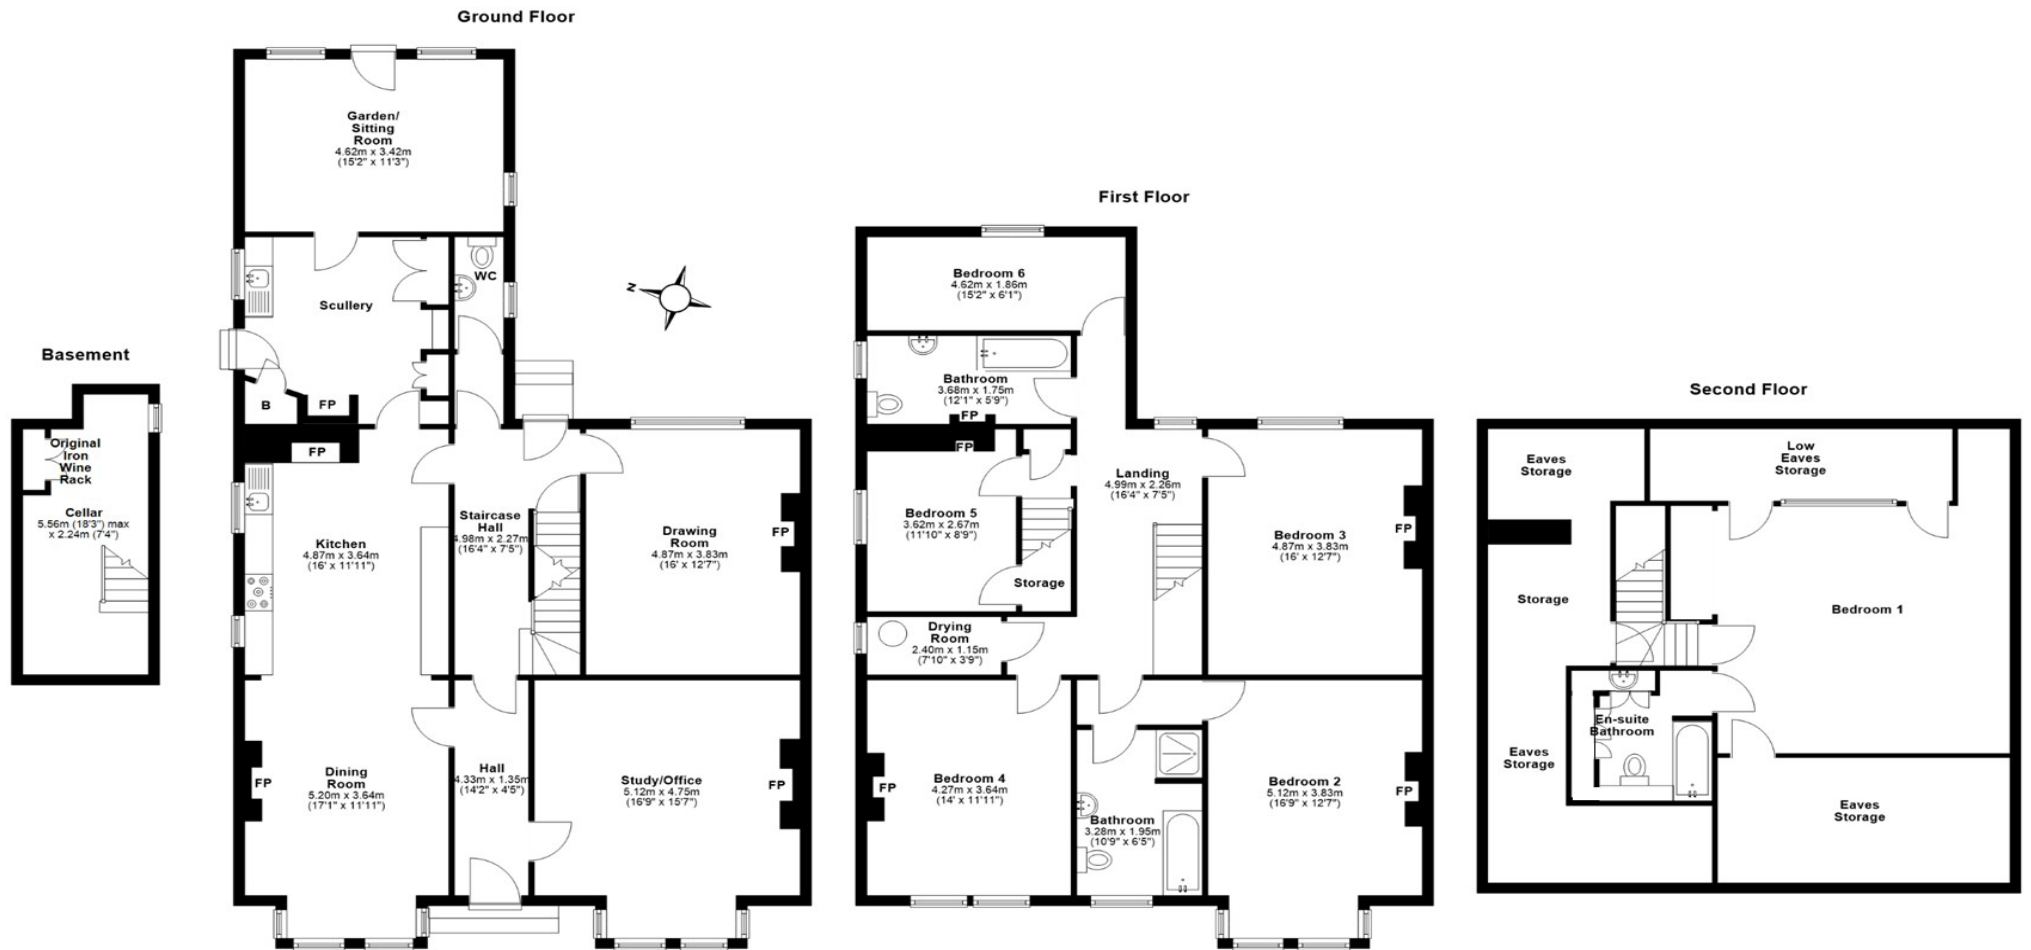 Ground Floor
Garden/
Sitting
Room
4.62m x 3.42m
(15'2" x 11'3")
WC
Scullery
B
FP
FP
Kitchen
4.87m x 3.64m
(16' x 11'11")
Staircase
Hall
4.98m x 2.27m
(16'4" x 7'5")
Drawing
Room
4.87m x 3.83m
(16' x 12'7")
FP
FP
Dining
Room
5.20m x 3.64m
(17'1" x 11'11")
Hall
4.33m x 1.35m
(14'2" x 4'5")
Study/Office
5.12m x 4.75m
(16'9" x 15'7")
FP
N
Basement
Original
Iron
Wine
Rack
Cellar
5.56m (18'3") max
x 2.24m (7'4")
First Floor
Bedroom 6
4.62m x 1.86m
(15'2" x 6'1")
Bathroom
3.68m x 1.75m
(12'1" x 5'9")
FP
FP
Landing
4.99m x 2.26m
(16'4" x 7'5")
Bedroom 5
3.62m x 2.67m
(11'10" x 8'9")
Storage
Bedroom 3
4.87m x 3.83m
(16' x 12'7")
FP
Drying
Room
2.40m x 1.15m
(7'10" x 3'9")
FP
Bedroom 4
4.27m x 3.64m
(14' x 11'11")
Bathroom
3.28m x 1.95m
(10'9" x 6'5")
Bedroom 2
5.12m x 3.83m
(16'9" x 12'7")
FP
Second Floor
Eaves
Storage
Low
Eaves
Storage
Storage
Bedroom 1
En-suite
Bathroom
Eaves
Storage
Eaves
Storage